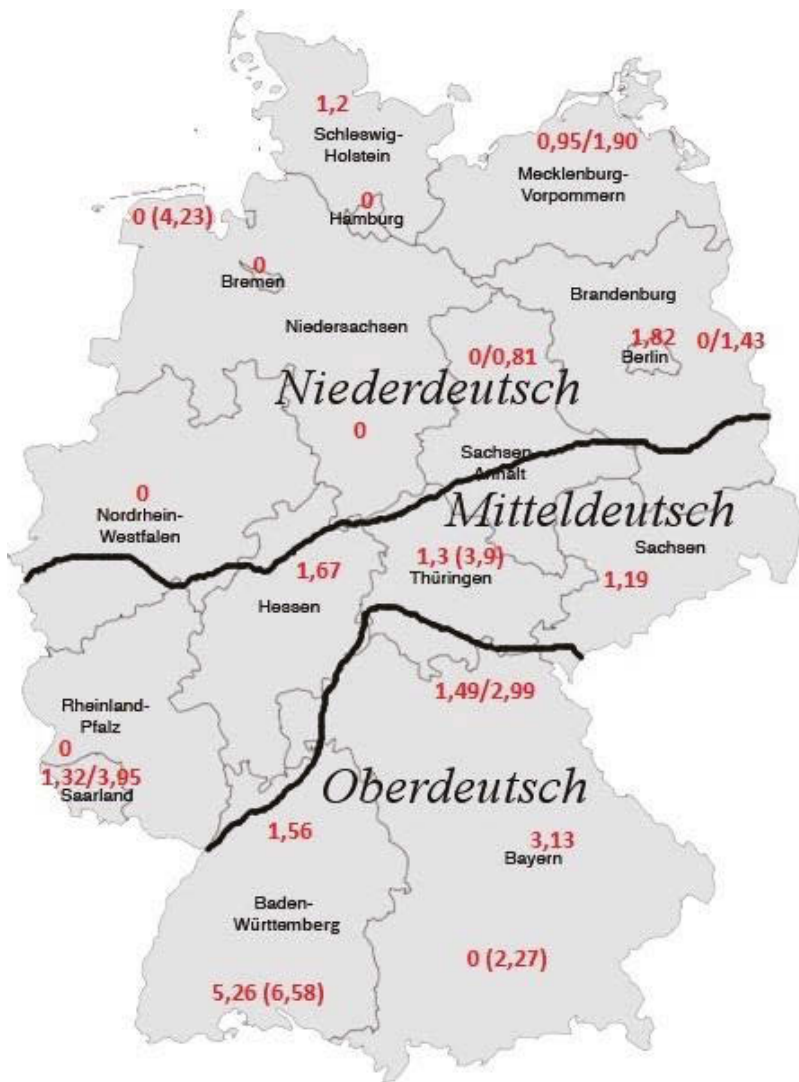 1,2
Schleswig-
Holstein
0,95/1,90
Mecklenburg-
Vorpommern
0
Hamburg
0 (4,23)
0
Bremen
Niedersachsen
Brandenburg
1,82
Berlin
0/1,43
0/0,81
Niederdeutsch
0
Sachsen
Anhalt
0
Nordrhein-
Westfalen
Mitteldeutsch
Sachsen
1,19
1,3 (3,9)
Thüringen
1,67
Hessen
1,49/2,99
Rheinland-
Pfalz
0
1,32/3,95
Saarland
Oberdeutsch
1,56
3,13
Bayern
Baden-
Württemberg
0 (2,27)
5,26 (6,58)